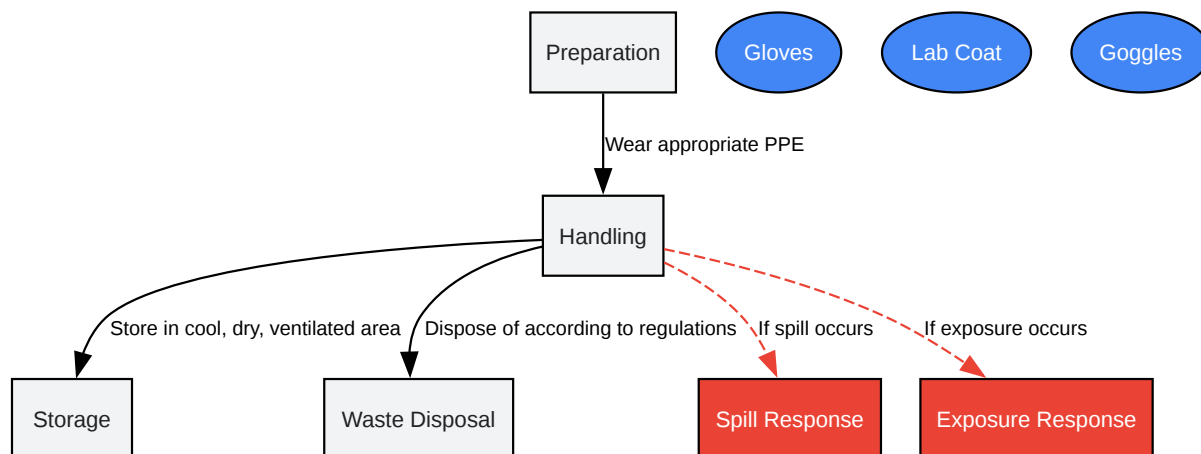 Preparation
Gloves
Lab Coat
Goggles
Wear appropriate PPE
Handling
Store in cool, dry, ventilated area
Dispose of according to regulations
If spill occurs
If exposure occurs
Storage
Waste Disposal
Spill Response
Exposure Response